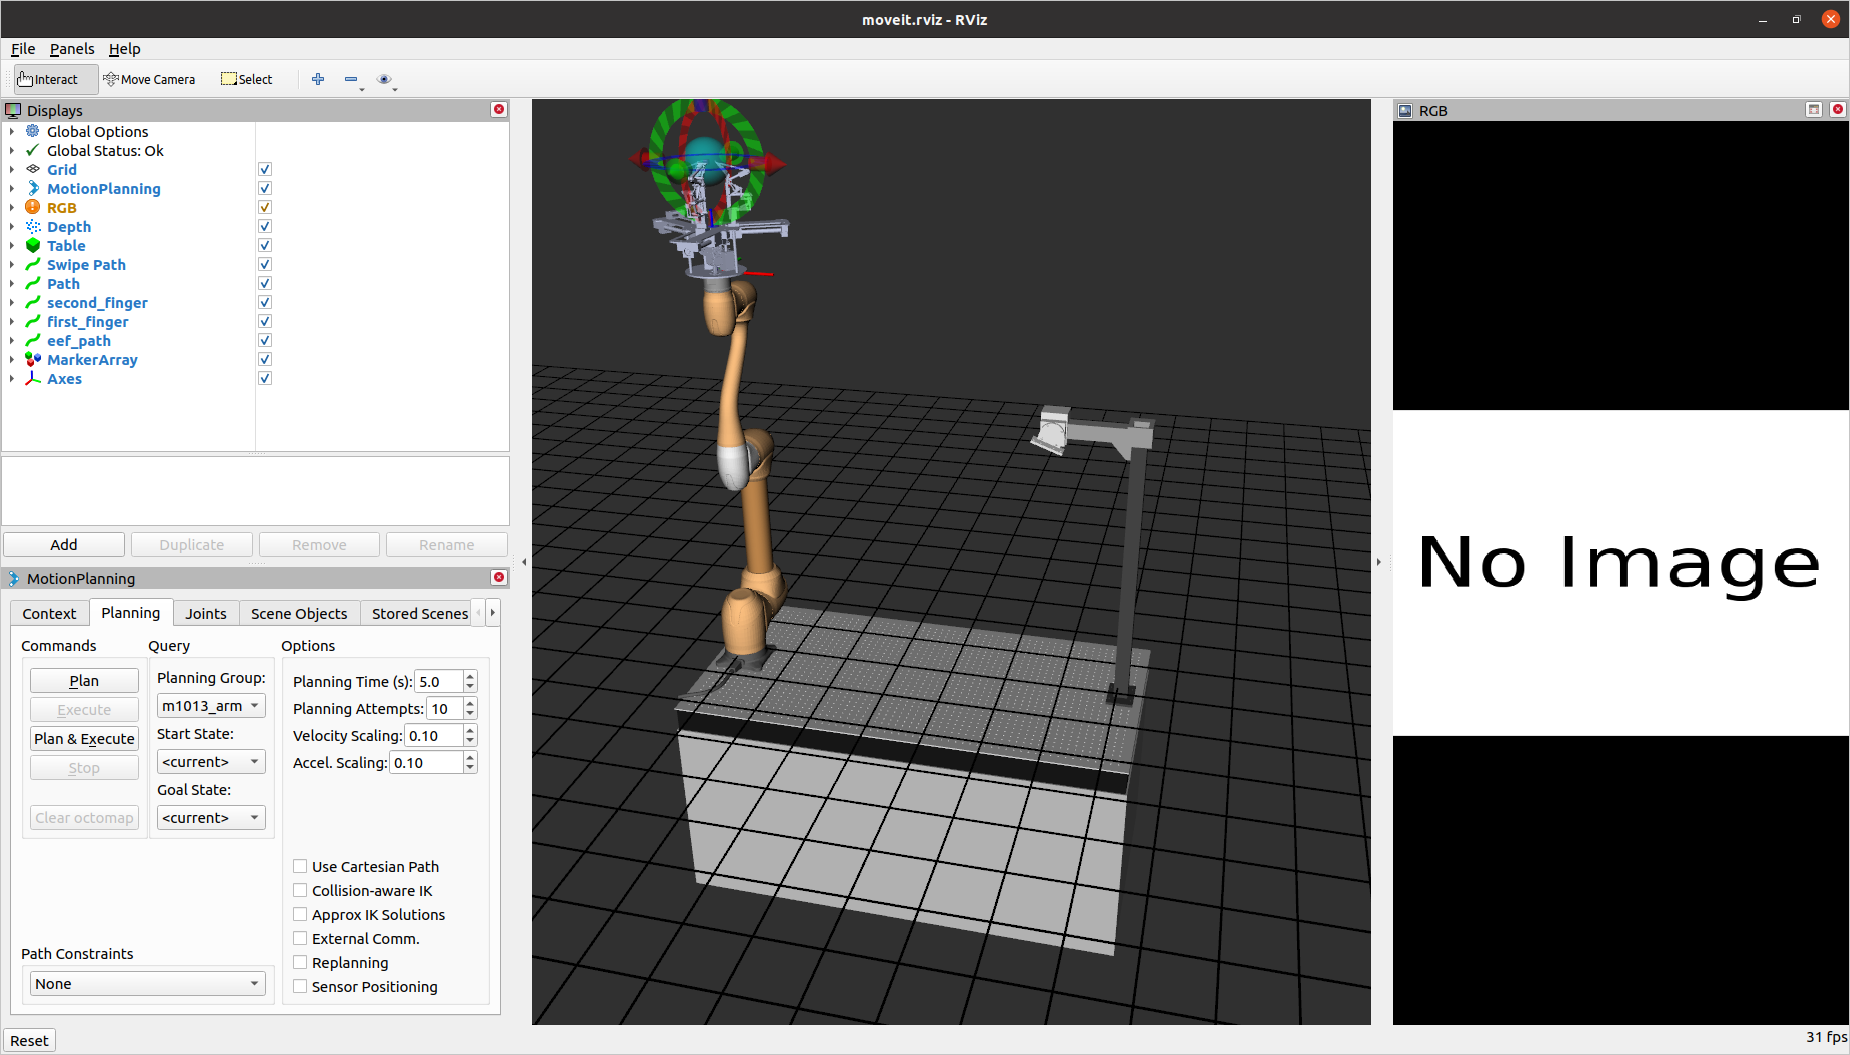 moveit.rviz - RViz
File Panels Help
Interact Move Camera Select
Displays
Global Options
Global Status: Ok
Grid
MotionPlanning
RGB
Depth
Table
Swipe Path
Path
second_finger
first_finger
eef_path
MarkerArray
Axes
Add Duplicate Remove Rename
MotionPlanning
Context Planning Joints Scene Objects Stored Scenes
Commands
Plan
Execute
Plan & Execute
Stop
Clear octomap
Query
Planning Group:
m1013_arm
Start State:
<current>
Goal State:
<current>
Options
Planning Time (s): 5.0
Planning Attempts: 10
Velocity Scaling: 0.10
Accel. Scaling: 0.10
Use Cartesian Path
Collision-aware IK
Approx IK Solutions
External Comm.
Replanning
Sensor Positioning
Path Constraints
None
Reset
RGB
No Image
31 fps